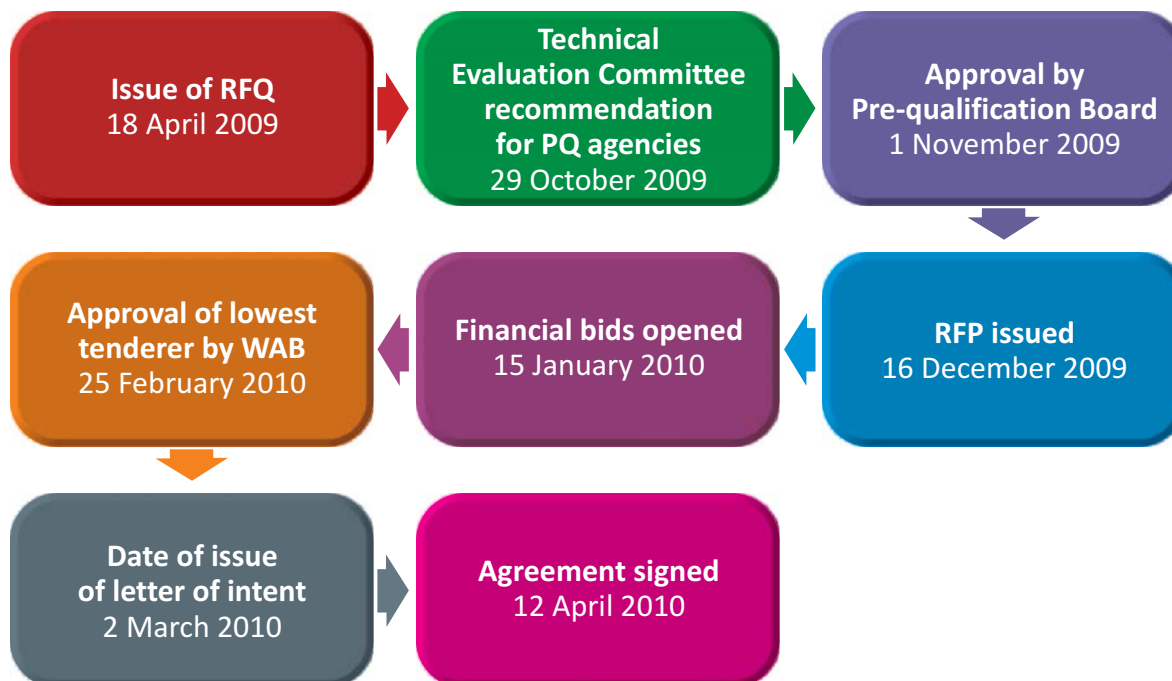 Issue of RFQ
18 April 2009
Technical
Evaluation Committee
recommendation
for PQ agencies
29 October 2009
Approval by
Pre-qualification Board
1 November 2009
RFP issued
16 December 2009
Financial bids opened
15 January 2010
Approval of lowest
tenderer by WAB
25 February 2010
Date of issue
of letter of intent
2 March 2010
Agreement signed
12 April 2010